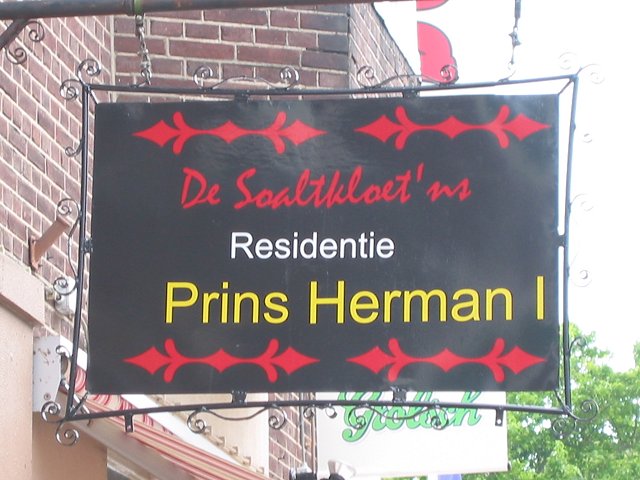 De Soaltkloet'ns
Residentie
Prins Herman I
Grolsch